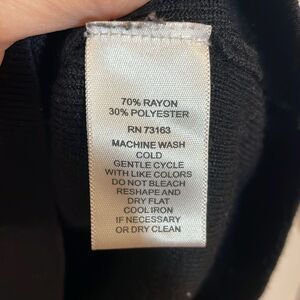 70% RAYON
30% POLYESTER
RN 73163
MACHINE WASH
COLD
GENTLE CYCLE
WITH LIKE COLORS
DO NOT BLEACH
RESHAPE AND
DRY FLAT
COOL IRON
IF NECESSARY
OR DRY CLEAN